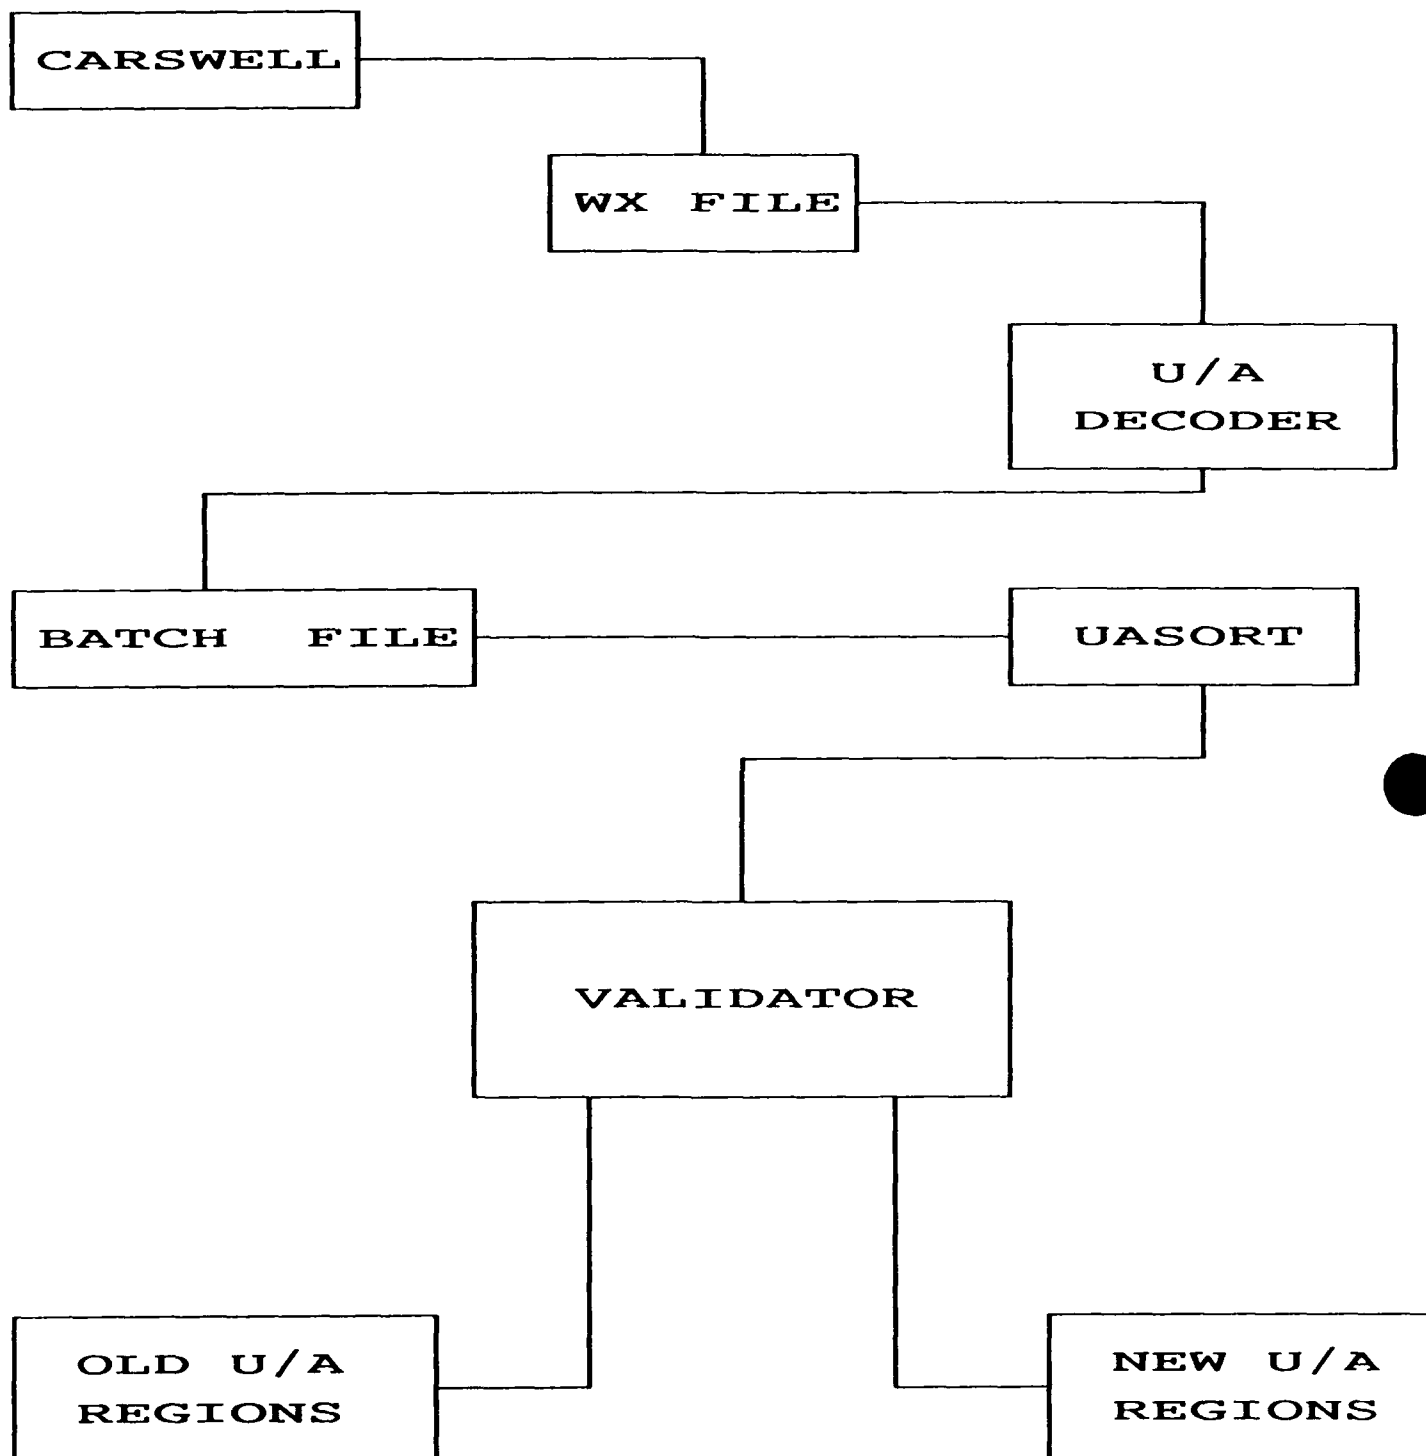 CARSWELL
WX FILE
U/A
DECODER
BATCH FILE
UASORT
VALIDATOR
OLD U/A
REGIONS
NEW U/A
REGIONS